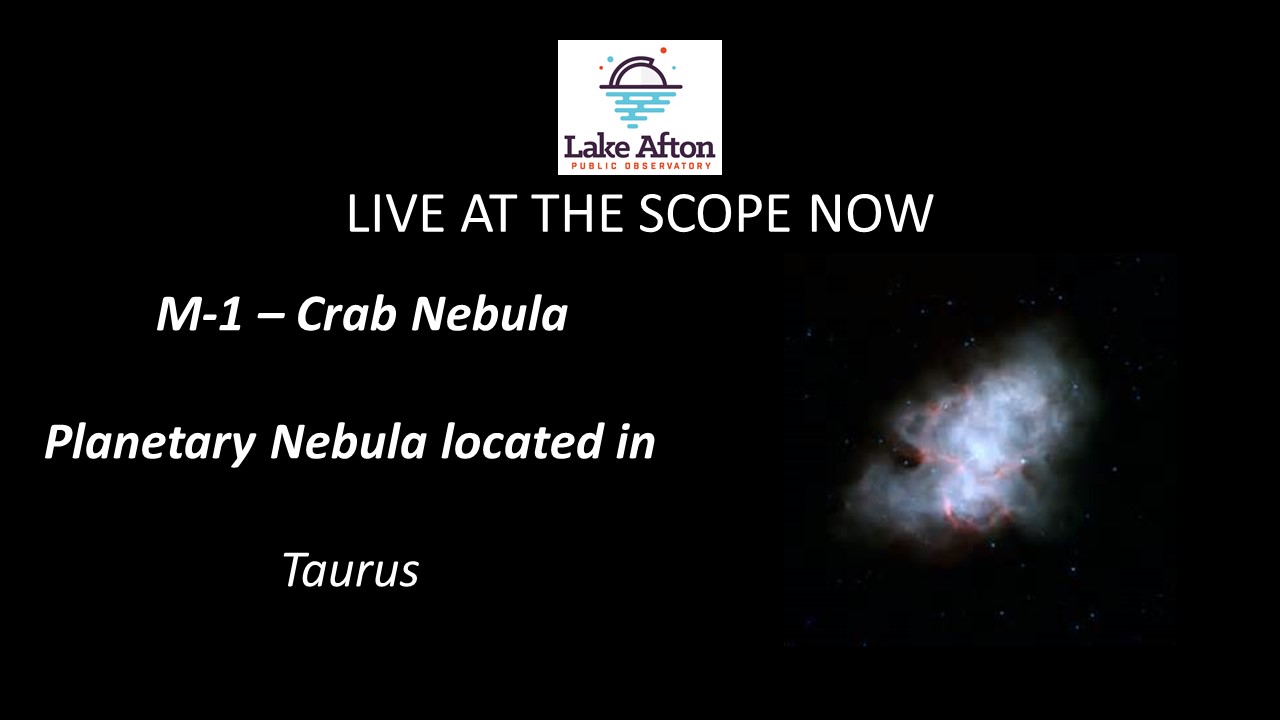 Lake Afton
PUBLIC OBSERVATORY
LIVE AT THE SCOPE NOW
M-1 – Crab Nebula
Planetary Nebula located in
Taurus